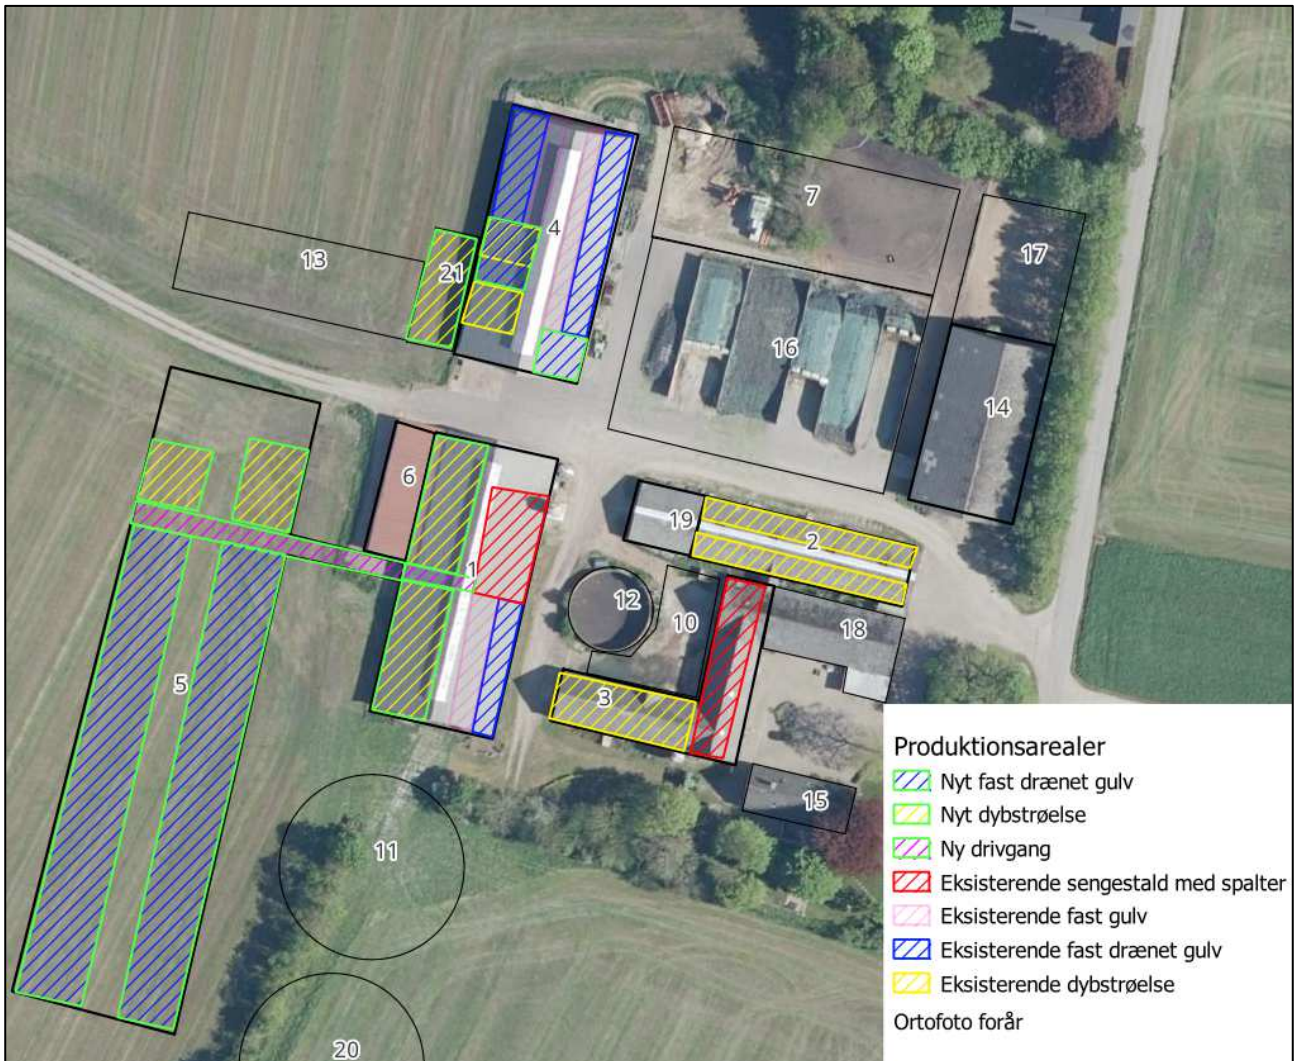 7
17
4
13
21
16
14
6
19
2
1
12
10
18
5
3
15
11
20
Produktionsarealer
Nyt fast drænet gulv
Nyt dybstrøelse
Ny drivgang
Eksisterende sengestald med spalter
Eksisterende fast gulv
Eksisterende fast drænet gulv
Eksisterende dybstrøelse
Ortofoto forår